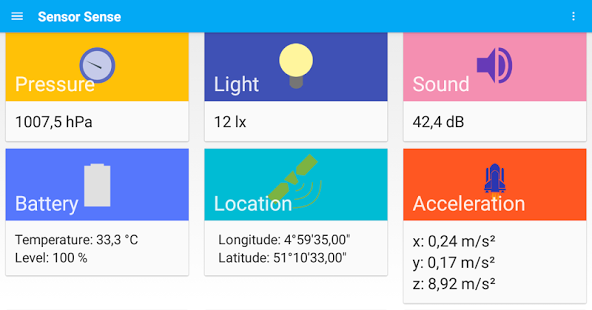 Sensor Sense
Pressure
1007,5 hPa
Light
12 lx
Sound
42,4 dB
Battery
Temperature: 33,3 °C
Level: 100 %
Location
Longitude: 4°59'35,00"
Latitude: 51°10'33,00"
Acceleration
x: 0,24 m/s²
y: 0,17 m/s²
z: 8,92 m/s²